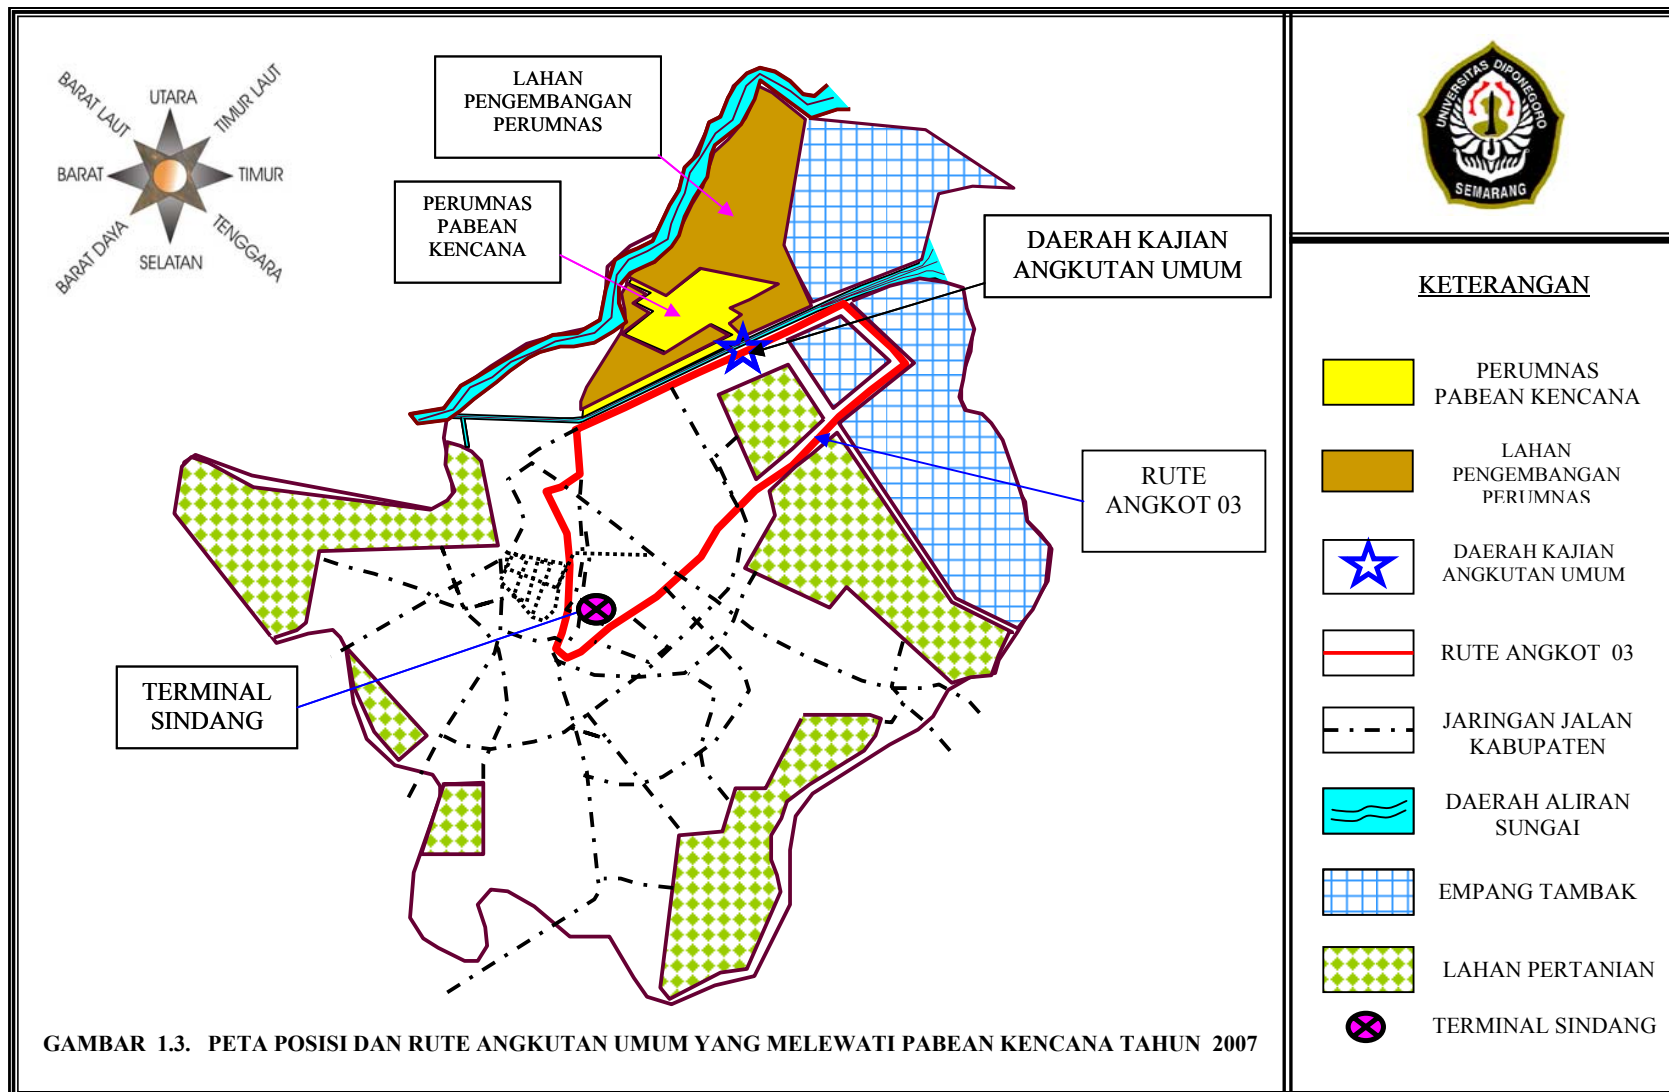 BARAT LAUT
UTARA
TIMUR LAUT
BARAT
TIMUR
BARAT DAYA
SELATAN
TENGGARA
LAHAN
PENGEMBANGAN
PERUMNAS
PERUMNAS
PABEAN
KENCANA
DAERAH KAJIAN
ANGKUTAN UMUM
RUTE
ANGKOT 03
TERMINAL
SINDANG
GAMBAR 1.3. PETA POSISI DAN RUTE ANGKUTAN UMUM YANG MELEWATI PABEAN KENCANA TAHUN 2007
UNIVERSITAS DIPONEGORO
SEMARANG
KETERANGAN
PERUMNAS
PABEAN KENCANA
LAHAN
PENGEMBANGAN
PERUMNAS
DAERAH KAJIAN
ANGKUTAN UMUM
RUTE ANGKOT 03
JARINGAN JALAN
KABUPATEN
DAERAH ALIRAN
SUNGAI
EMPANG TAMBAK
LAHAN PERTANIAN
TERMINAL SINDANG